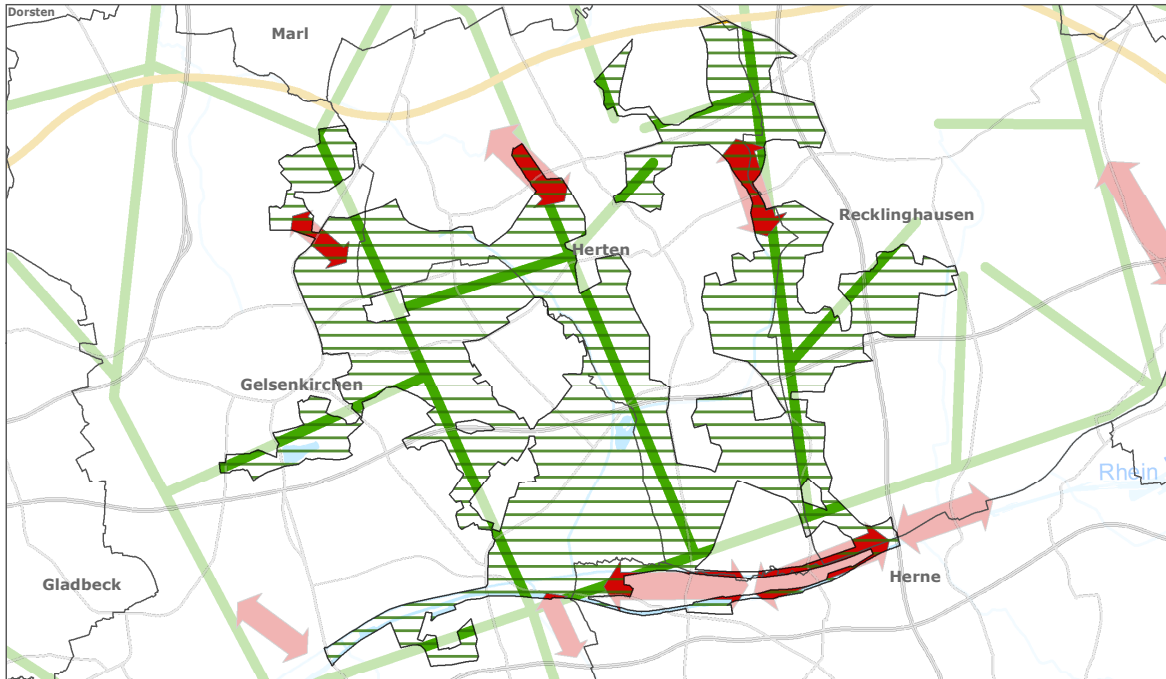 Dorsten
Marl
Recklinghausen
Herten
Gelsenkirchen
Rhein
Gladbeck
Herne